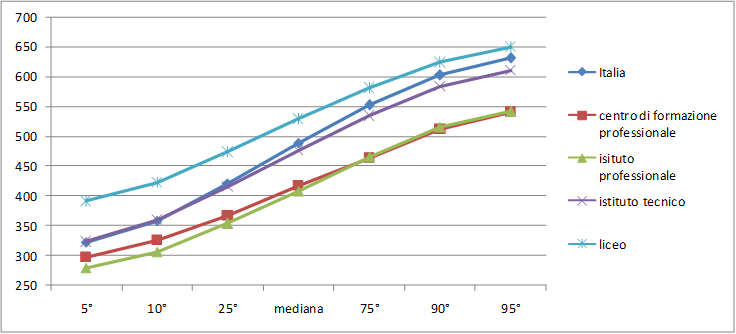 700
650
600
550
500
450
400
350
300
250
5°
10°
25°
mediana
75°
90°
95°
Italia
centro di formazione
professionale
isituto
professionale
istituto tecnico
liceo